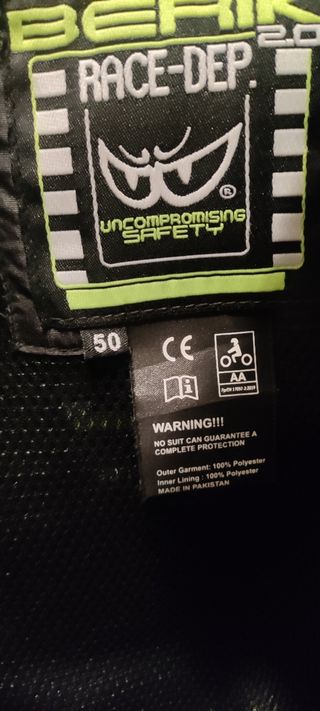 BERIK
2.0
RACE-DEP.
®
UNCOMPROMISING
SAFETY
50
CE
i
AA
WARNING!!!
NO SUIT CAN GUARANTEE A
COMPLETE PROTECTION
Outer Garment: 100% Polyester
Inner Lining : 100% Polyester
MADE IN PAKISTAN